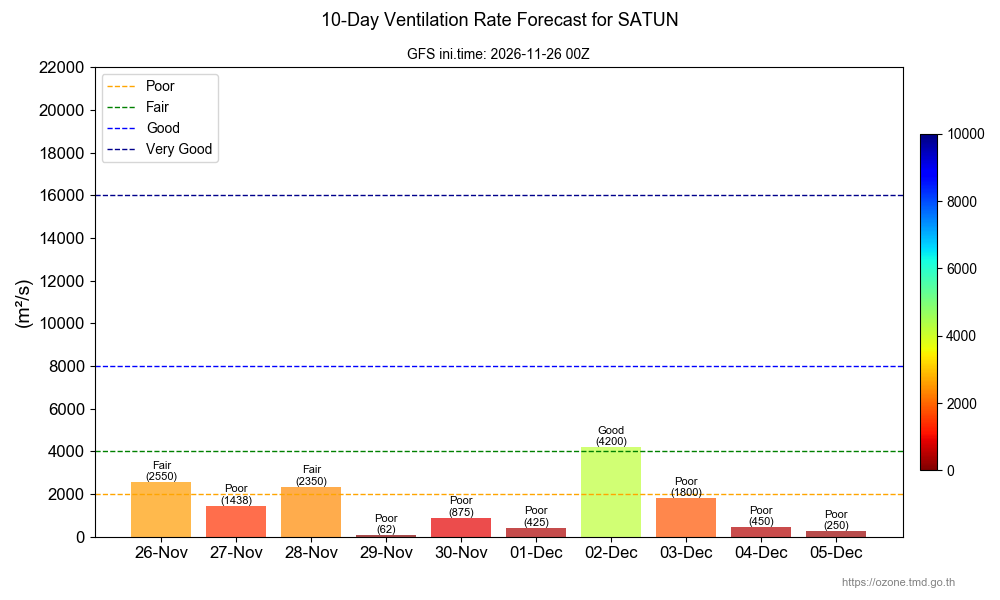 10-Day Ventilation Rate Forecast for SATUN
GFS ini.time: 2026-11-26 00Z
(m²/s)
22000
20000
18000
16000
14000
12000
10000
8000
6000
4000
2000
0
Poor
Fair
Good
Very Good
Fair
(2550)
Poor
(1438)
Fair
(2350)
Poor
(62)
Poor
(875)
Poor
(425)
Good
(4200)
Poor
(1800)
Poor
(450)
Poor
(250)
26-Nov 27-Nov 28-Nov 29-Nov 30-Nov 01-Dec 02-Dec 03-Dec 04-Dec 05-Dec
10000
8000
6000
4000
2000
0
https://ozone.tmd.go.th